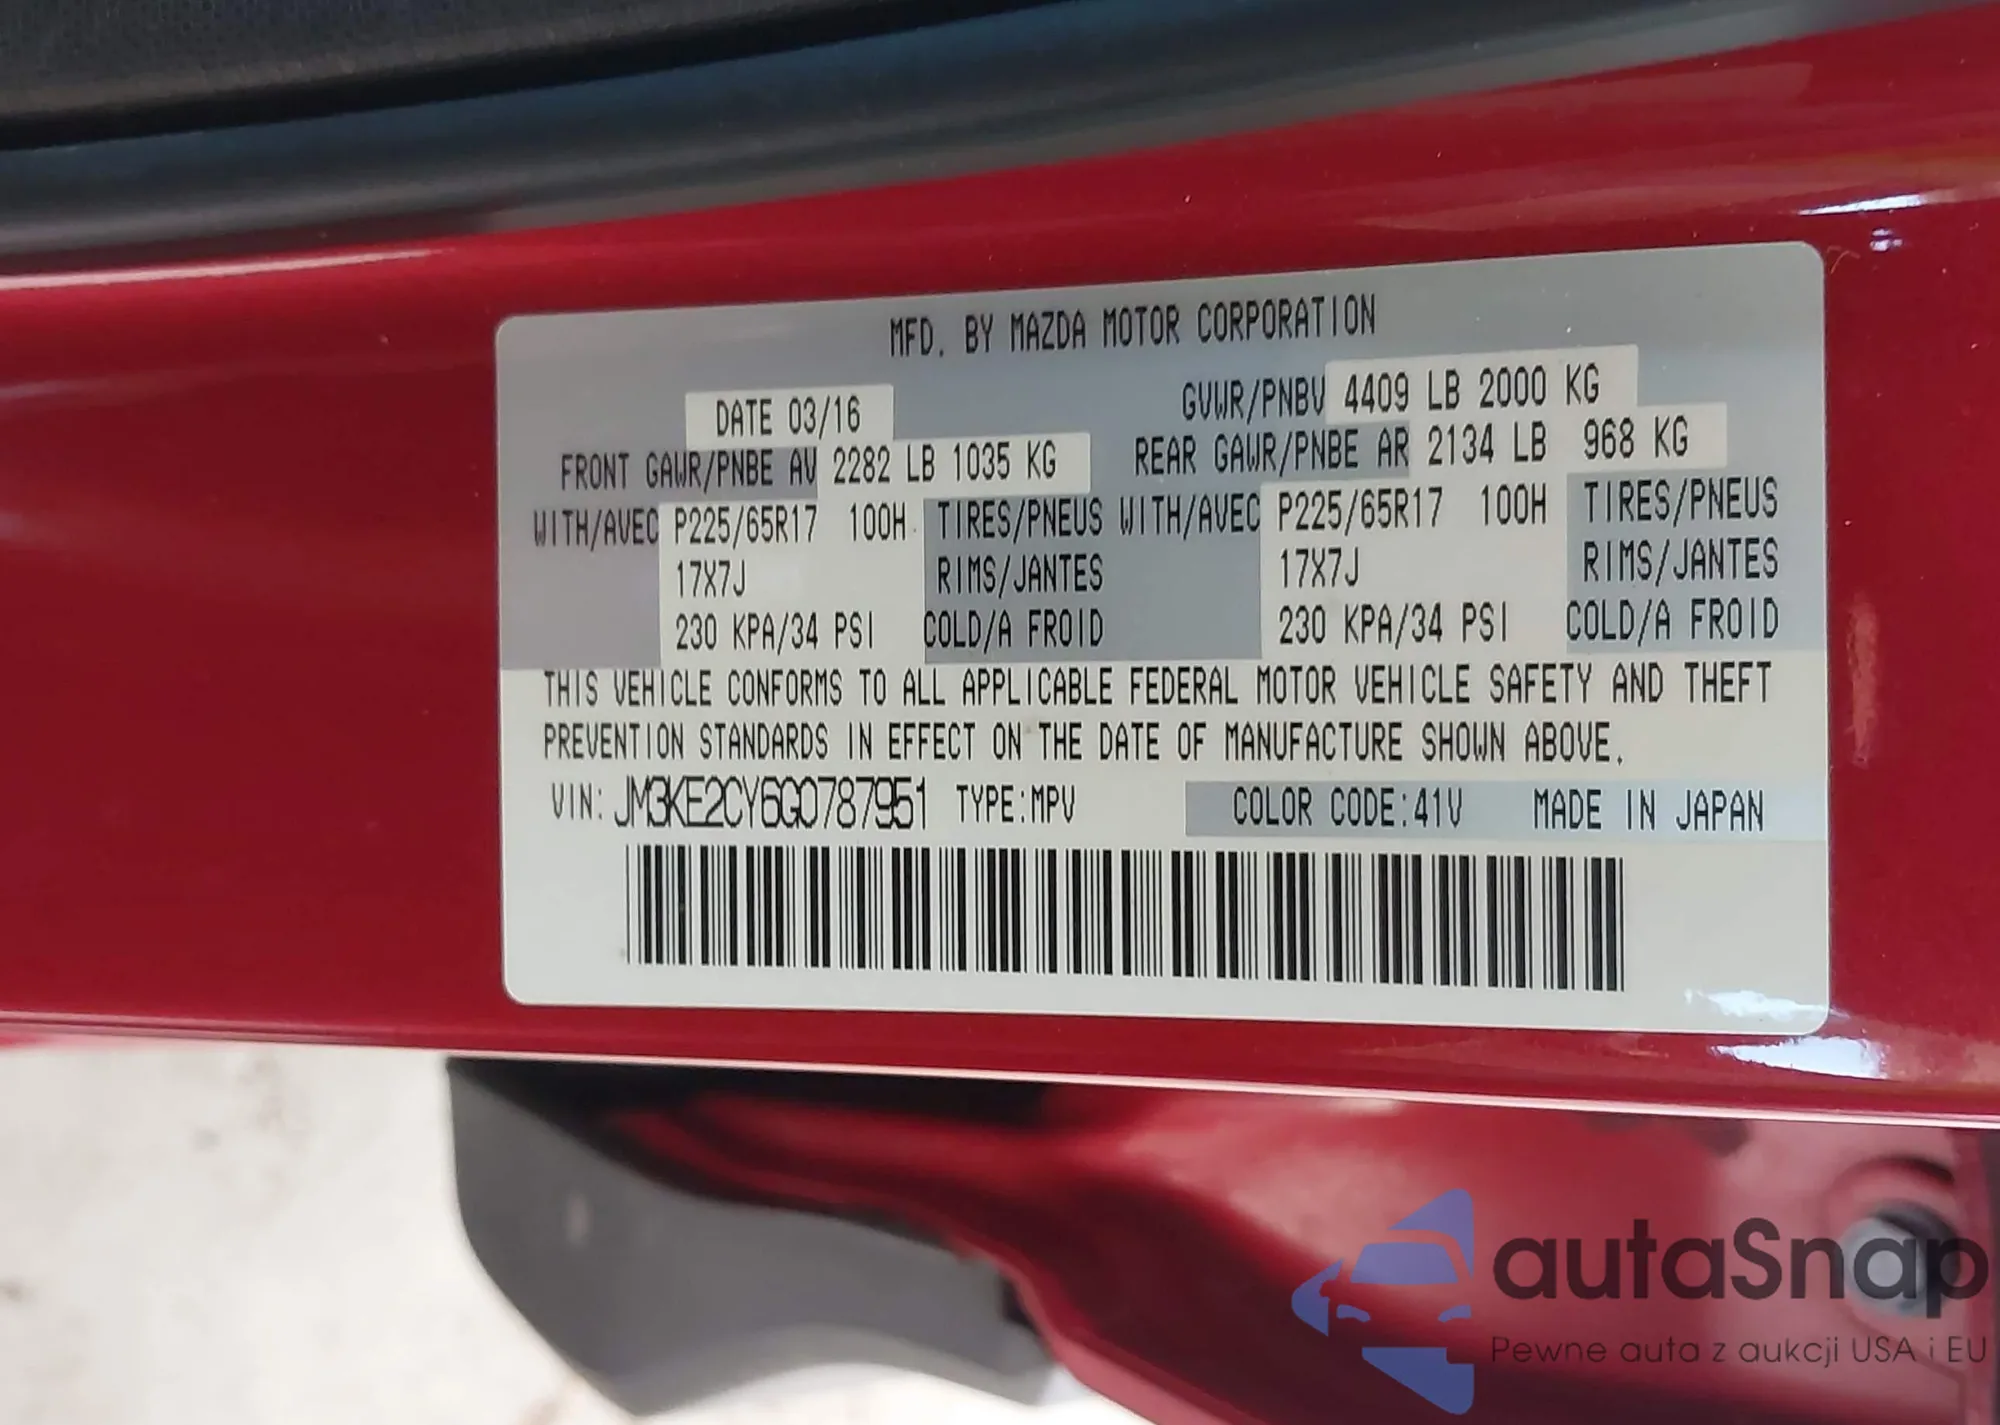 MFD. BY MAZDA MOTOR CORPORATION
DATE 03/16 GVWR/PNBV 4409 LB 2000 KG
FRONT GAWR/PNBE AV 2282 LB 1035 KG REAR GAWR/PNBE AR 2134 LB 968 KG
WITH/AVEC P225/65R17 100H TIRES/PNEUS WITH/AVEC P225/65R17 100H TIRES/PNEUS
17X7J RIMS/JANTES 17X7J RIMS/JANTES
230 KPA/34 PSI COLD/A FROID 230 KPA/34 PSI COLD/A FROID
THIS VEHICLE CONFORMS TO ALL APPLICABLE FEDERAL MOTOR VEHICLE SAFETY AND THEFT
PREVENTION STANDARDS IN EFFECT ON THE DATE OF MANUFACTURE SHOWN ABOVE.
VIN: JM3KE2CY6G0787951 TYPE:MPV COLOR CODE:41V MADE IN JAPAN
autaSnap
Pewne auta z aukcji USA i EU